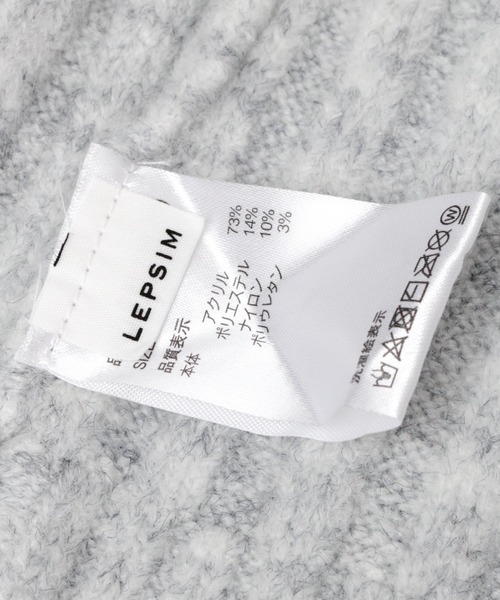 LEPSIM
SIZE
品質表示
本体
アクリル 73%
ポリエステル 14%
ナイロン 10%
ポリウレタン 3%
洗濯絵表示
W